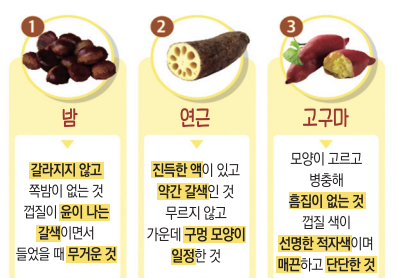 1
밤
갈라지지 않고
쪽밤이 없는 것
껍질이 윤이 나는
갈색이면서
들었을 때 무거운 것
2
연근
진득한 액이 있고
약간 갈색인 것
무르지 않고
가운데 구멍 모양이
일정한 것
3
고구마
모양이 고르고
병충해
흠집이 없는 것
껍질 색이
선명한 적자색이며
매끈하고 단단한 것